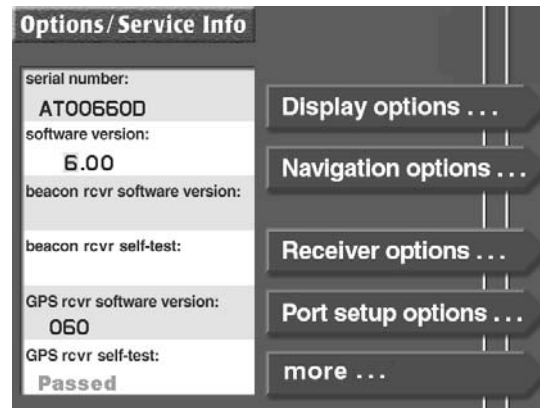 Options/Service Info
serial number:
AT00660D
software version:
6.00
beacon rcvr software version:
beacon rcvr self-test:
GPS rcvr software version:
060
GPS rcvr self-test:
Passed
Display options ...
Navigation options ...
Receiver options ...
Port setup options ...
more ...